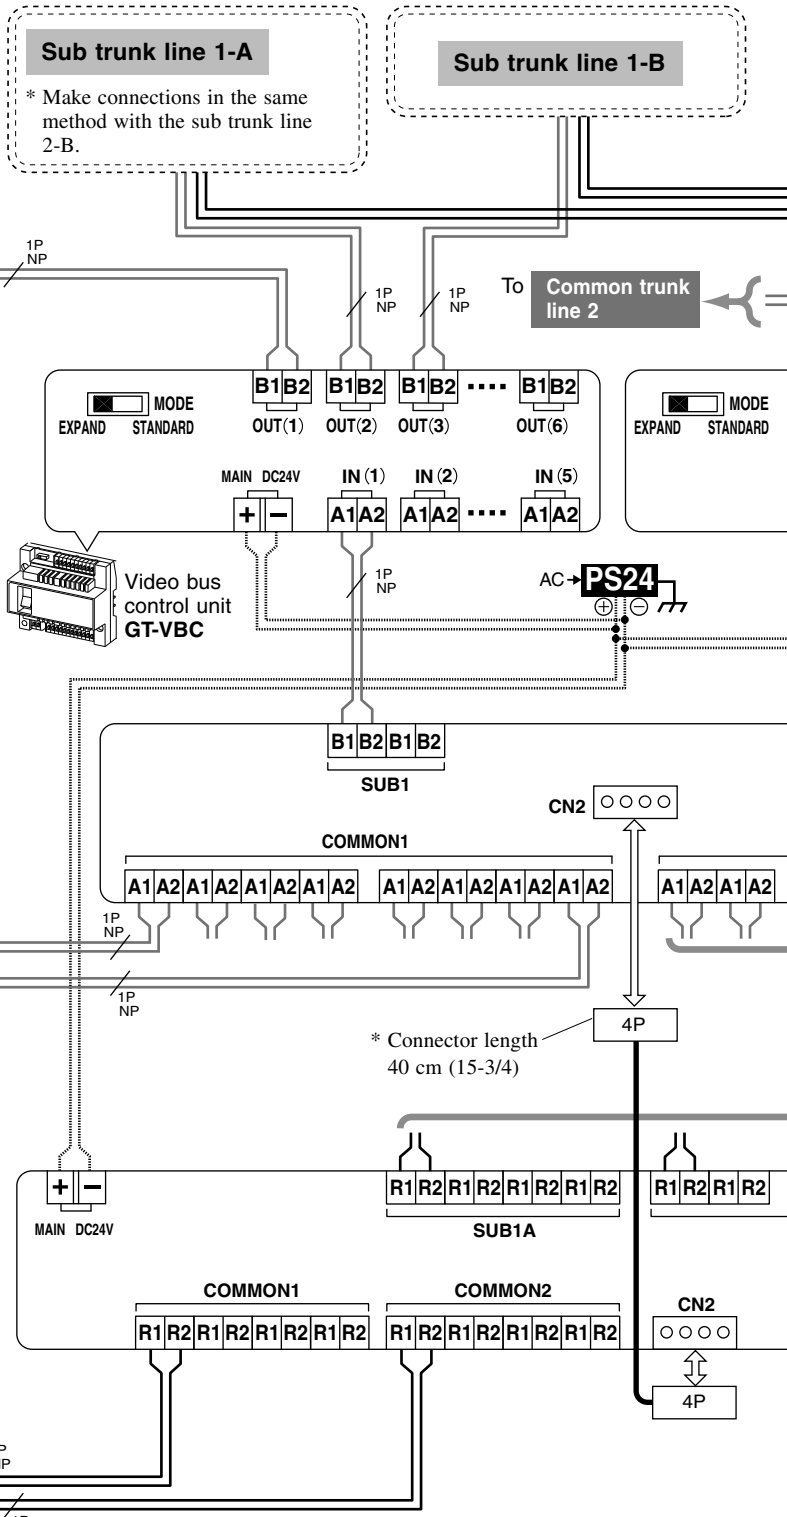 Sub trunk line 1-A
* Make connections in the same
method with the sub trunk line
2-B.
Sub trunk line 1-B
1P
NP
1P
NP
1P
NP
To
Common trunk
line 2
B1 B2 B1 B2 B1 B2 B1 B2
MODE
EXPAND STANDARD
OUT(1) OUT(2) OUT(3) OUT(6)
MODE
EXPAND STANDARD
MAIN DC24V IN(1) IN(2) IN(5)
+ − A1 A2 A1 A2 A1 A2
Video bus
control unit
GT-VBC
1P
NP
AC PS24
+ −
B1 B2 B1 B2
SUB1
CN2
COMMON1
A1 A2 A1 A2 A1 A2 A1 A2 A1 A2 A1 A2 A1 A2 A1 A2 A1 A2 A1 A2
1P
NP
1P
NP
4P
* Connector length
40 cm (15-3/4)
+ − R1 R2 R1 R2 R1 R2 R1 R2 R1 R2 R1 R2
MAIN DC24V
SUB1A
COMMON1 COMMON2
CN2
R1 R2 R1 R2 R1 R2 R1 R2 R1 R2 R1 R2 R1 R2 R1 R2
4P